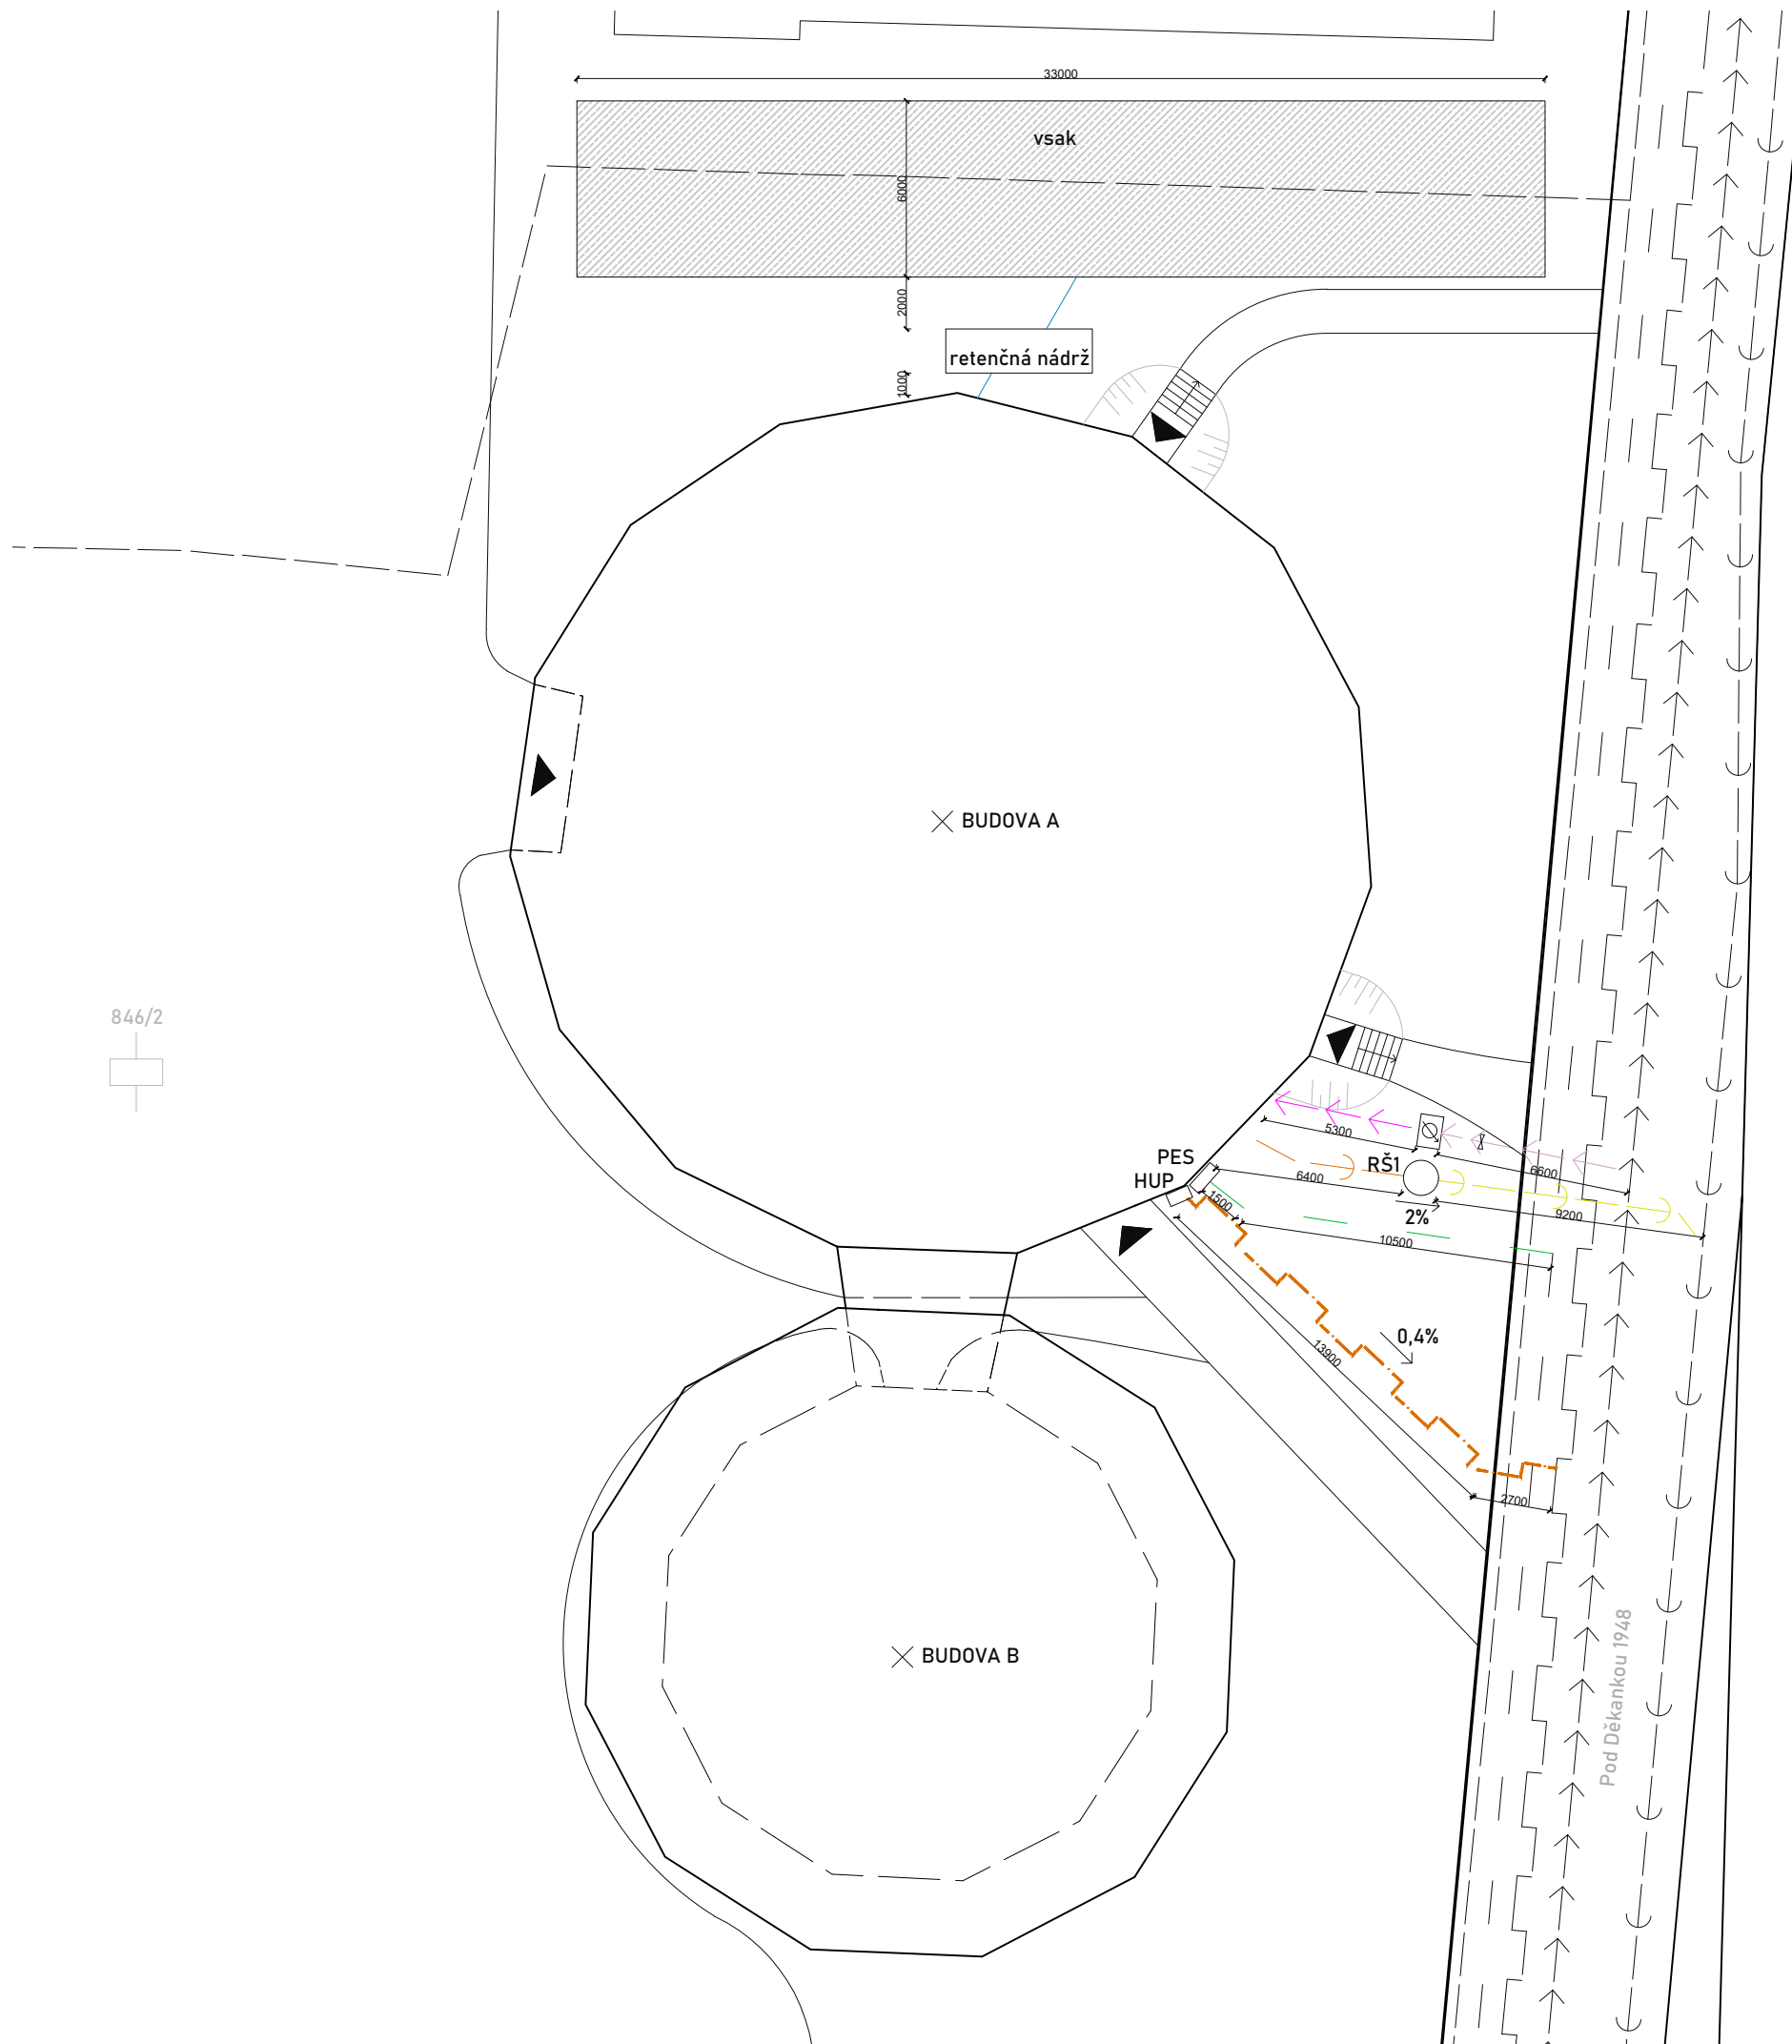 33000
vsak
6000
2000
retenčná nádrž
1000
BUDOVA A
846/2
5300
PES
HUP
RŠ1
6400
6600
1500
2%
9200
10500
0,4%
13900
2700
BUDOVA B
Pod Děkankou 1948